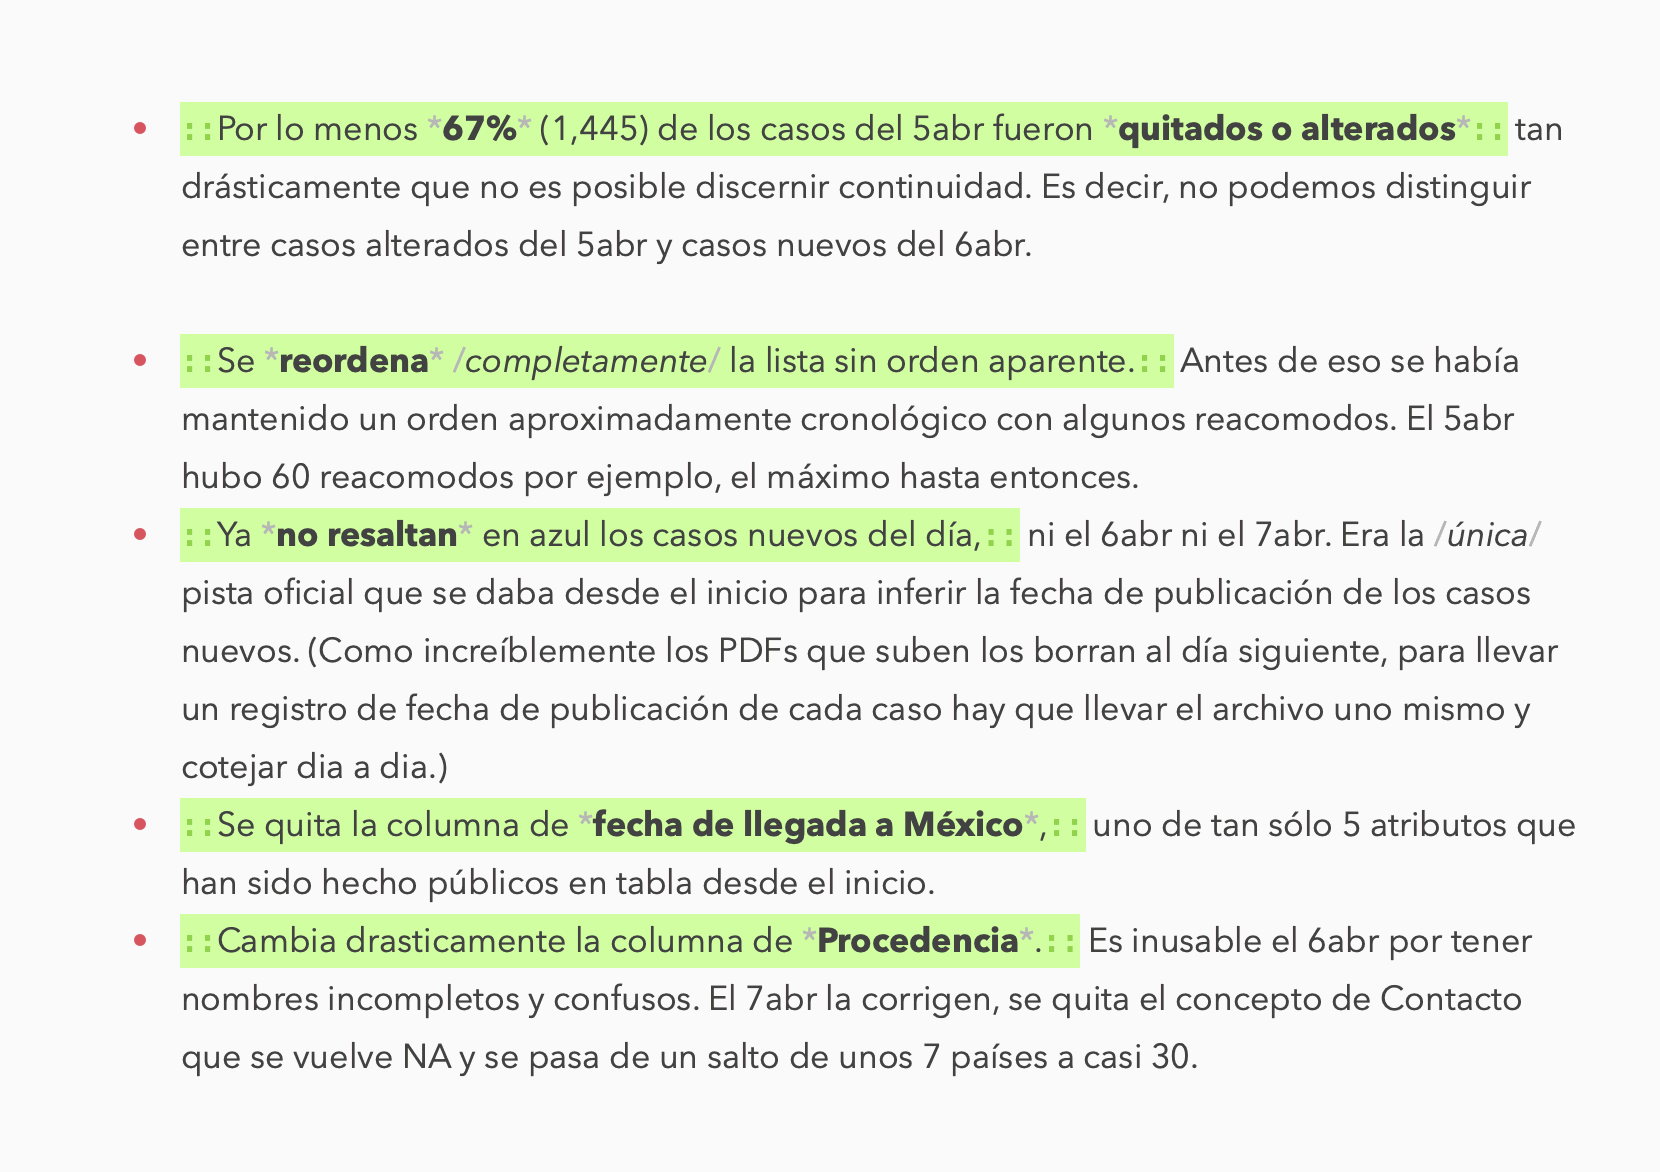 • ::Por lo menos *67%* (1,445) de los casos del 5abr fueron *quitados o alterados*:: tan
drásticamente que no es posible discernir continuidad. Es decir, no podemos distinguir
entre casos alterados del 5abr y casos nuevos del 6abr.
• ::Se *reordena* /completamente/ la lista sin orden aparente.:: Antes de eso se había
mantenido un orden aproximadamente cronológico con algunos reacomodos. El 5abr
hubo 60 reacomodos por ejemplo, el máximo hasta entonces.
• ::Ya *no resaltan* en azul los casos nuevos del día,:: ni el 6abr ni el 7abr. Era la /única/
pista oficial que se daba desde el inicio para inferir la fecha de publicación de los casos
nuevos. (Como increíblemente los PDFs que suben los borran al día siguiente, para llevar
un registro de fecha de publicación de cada caso hay que llevar el archivo uno mismo y
cotejar dia a dia.)
• ::Se quita la columna de *fecha de llegada a México*,:: uno de tan sólo 5 atributos que
han sido hecho públicos en tabla desde el inicio.
• ::Cambia drasticamente la columna de *Procedencia*.:: Es inusable el 6abr por tener
nombres incompletos y confusos. El 7abr la corrigen, se quita el concepto de Contacto
que se vuelve NA y se pasa de un salto de unos 7 países a casi 30.